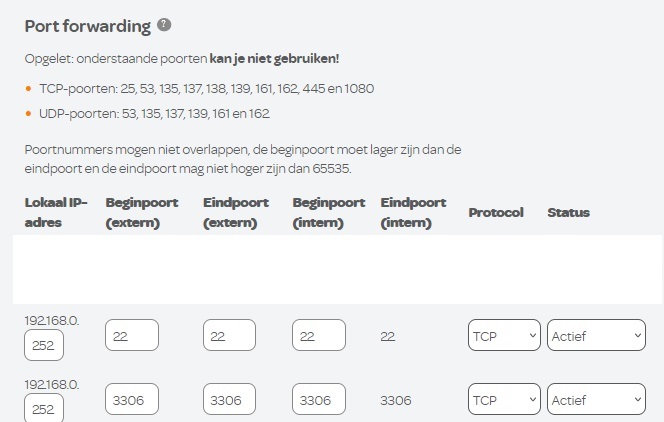 Port forwarding ?
Opgelet: onderstaande poorten kan je niet gebruiken!
• TCP-poorten: 25, 53, 135, 137, 138, 139, 161, 162, 445 en 1080
• UDP-poorten: 53, 135, 137, 139, 161 en 162
Poortnummers mogen niet overlappen, de beginpoort moet lager zijn dan de
eindpoort en de eindpoort mag niet hoger zijn dan 65535.
Lokaal IP- Beginpoort Eindpoort Beginpoort Eindpoort Protocol Status
adres (extern) (extern) (intern) (intern)
192.168.0.
252 22 22 22 22 TCP Actief
192.168.0.
252 3306 3306 3306 3306 TCP Actief